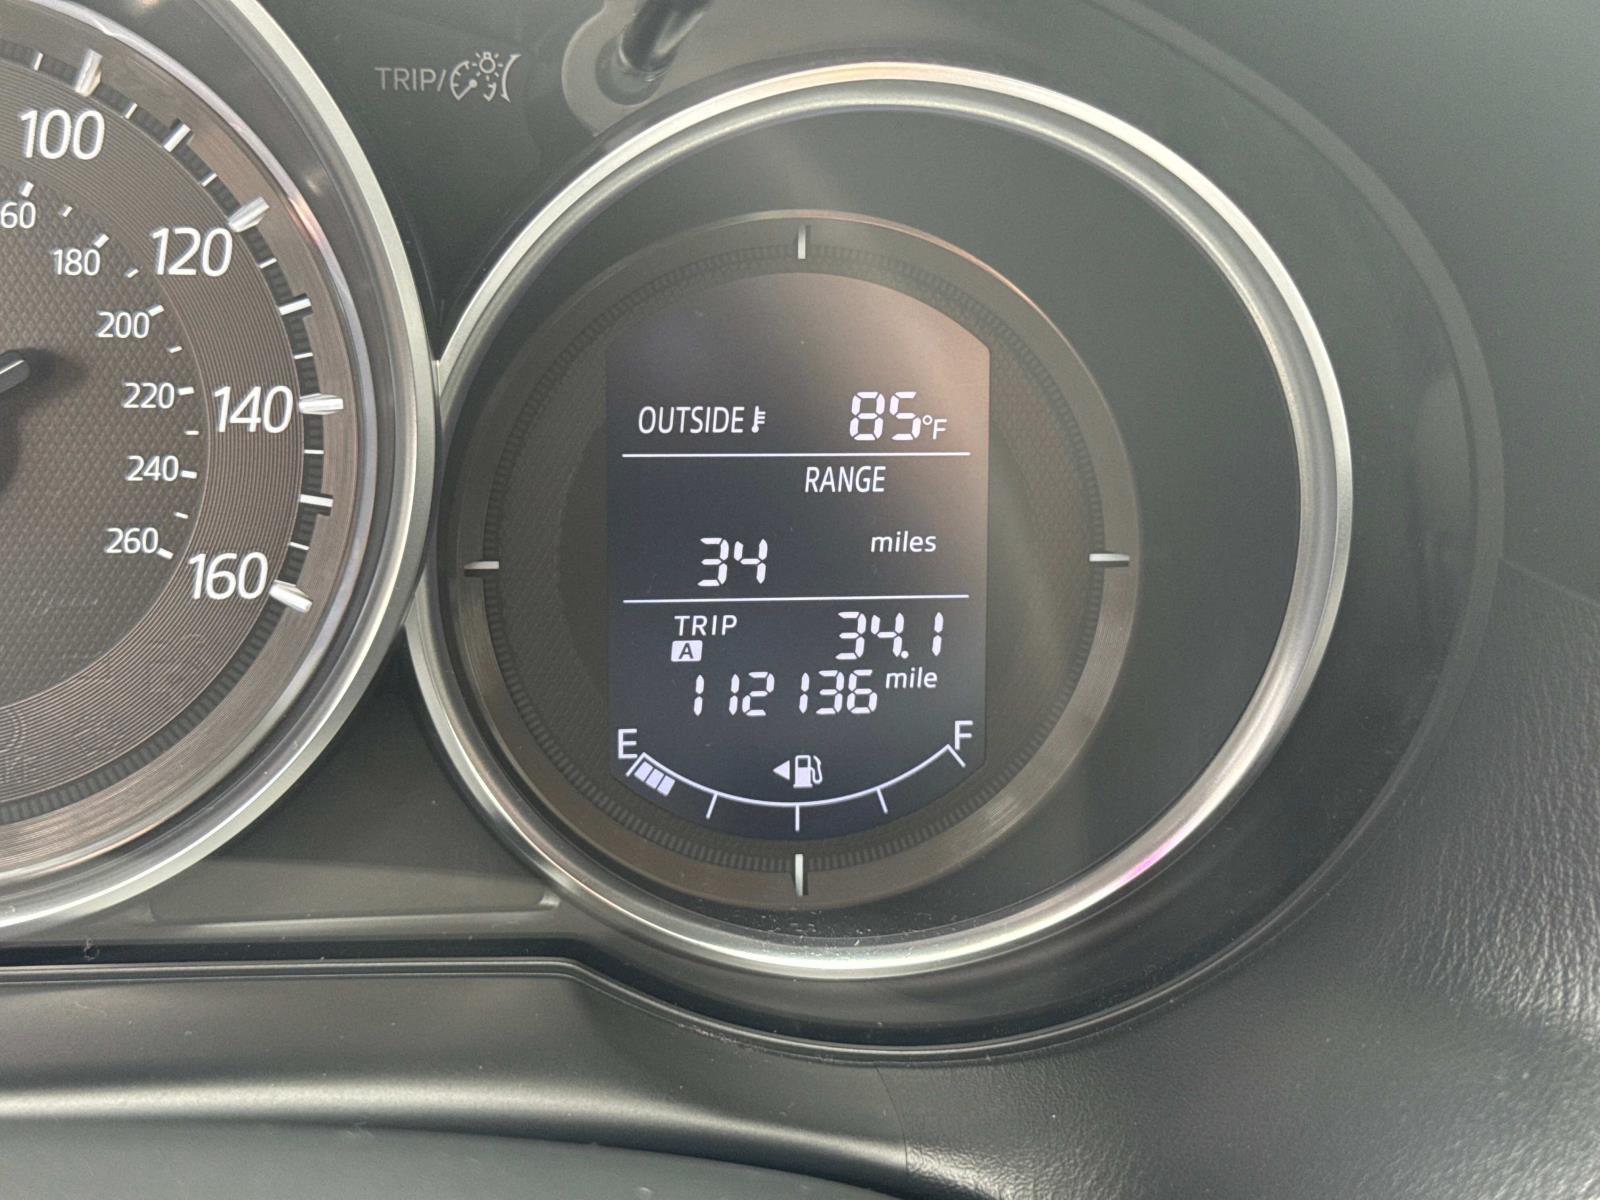 TRIP/
100
120
140
160
180
200
220
240
260
OUTSIDE 85°F
RANGE
34 miles
TRIP A 34.1
112136 mile
E F